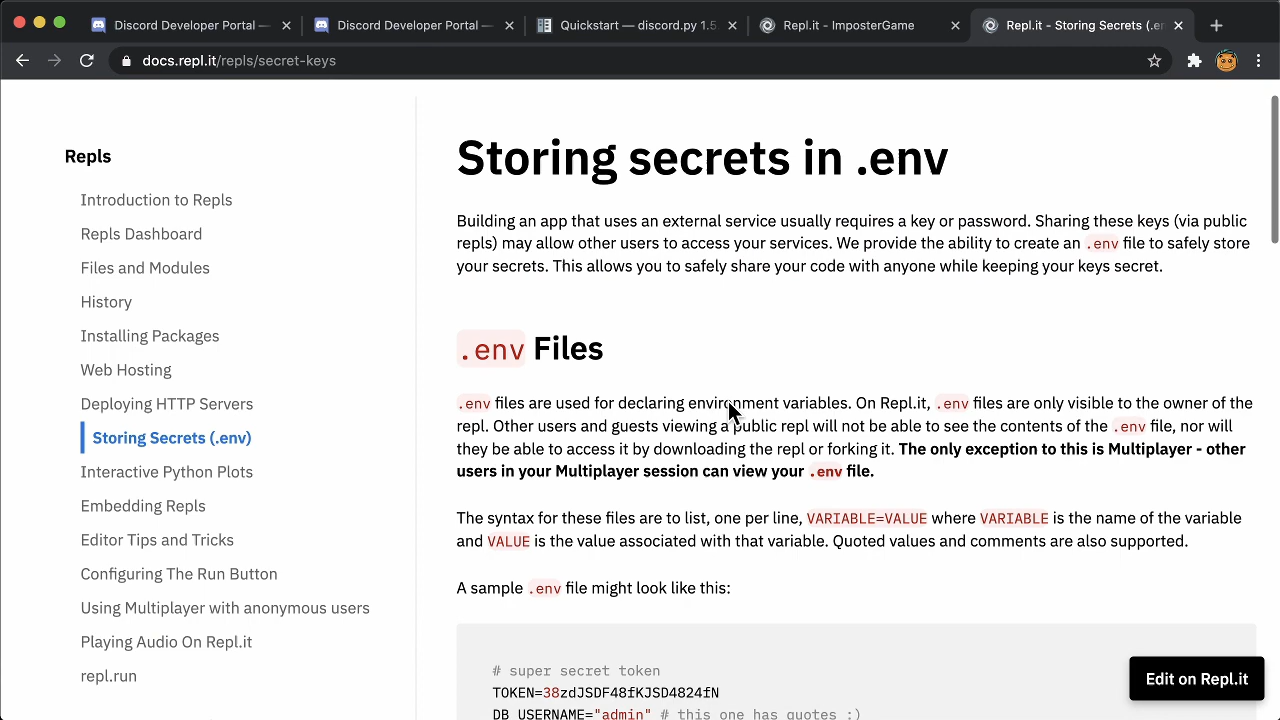 Discord Developer Portal —
Discord Developer Portal —
Quickstart — discord.py 1.5.
Repl.it - ImposterGame
Repl.it - Storing Secrets (.en
docs.repl.it/repls/secret-keys
Repls
Introduction to Repls
Repls Dashboard
Files and Modules
History
Installing Packages
Web Hosting
Deploying HTTP Servers
Storing Secrets (.env)
Interactive Python Plots
Embedding Repls
Editor Tips and Tricks
Configuring The Run Button
Using Multiplayer with anonymous users
Playing Audio On Repl.it
repl.run
Storing secrets in .env
Building an app that uses an external service usually requires a key or password. Sharing these keys (via public
repls) may allow other users to access your services. We provide the ability to create an .env file to safely store
your secrets. This allows you to safely share your code with anyone while keeping your keys secret.
.env Files
.env files are used for declaring environment variables. On Repl.it, .env files are only visible to the owner of the
repl. Other users and guests viewing a public repl will not be able to see the contents of the .env file, nor will
they be able to access it by downloading the repl or forking it. The only exception to this is Multiplayer - other
users in your Multiplayer session can view your .env file.
The syntax for these files are to list, one per line, VARIABLE=VALUE where VARIABLE is the name of the variable
and VALUE is the value associated with that variable. Quoted values and comments are also supported.
A sample .env file might look like this:
# super secret token
TOKEN=38zdJSDF48fKJSD4824fN
DB_USERNAME="admin" # this one has quotes :)
Edit on Repl.it